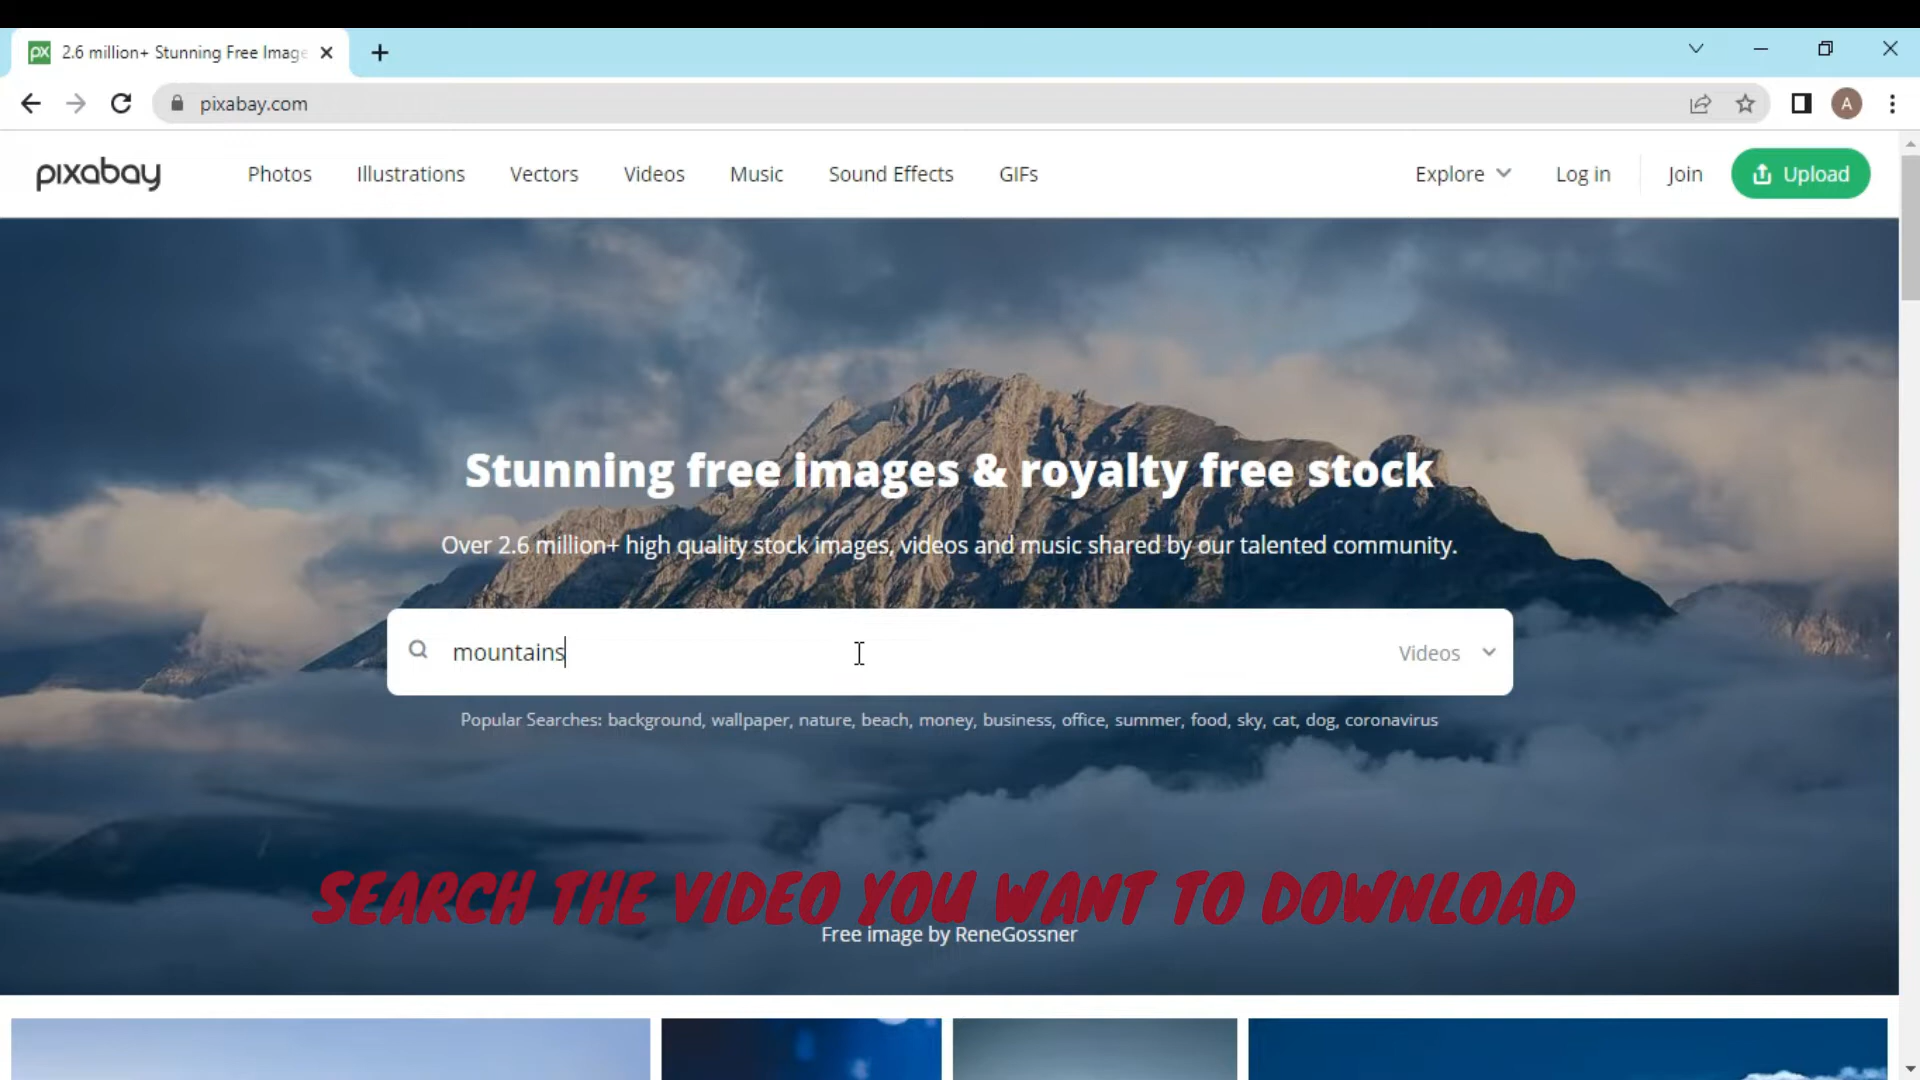 px 2.6 million+ Stunning Free Image
pixabay.com
A
pixabay Photos Illustrations Vectors Videos Music Sound Effects GIFs Explore Log in Join Upload
Stunning free images & royalty free stock
Over 2.6 million+ high quality stock images, videos and music shared by our talented community.
mountains Videos
Popular Searches: background, wallpaper, nature, beach, money, business, office, summer, food, sky, cat, dog, coronavirus
SEARCH THE VIDEO YOU WANT TO DOWNLOAD
Free image by ReneGossner